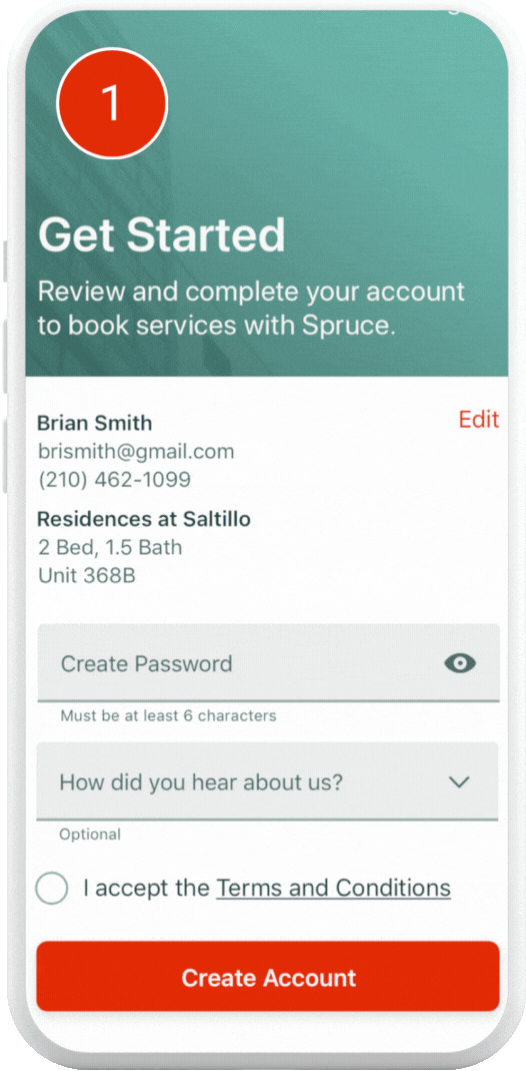 1
Get Started
Review and complete your account
to book services with Spruce.
Brian Smith
Edit
brismith@gmail.com
(210) 462-1099
Residences at Saltillo
2 Bed, 1.5 Bath
Unit 368B
Create Password
Must be at least 6 characters
How did you hear about us?
Optional
I accept the Terms and Conditions
Create Account